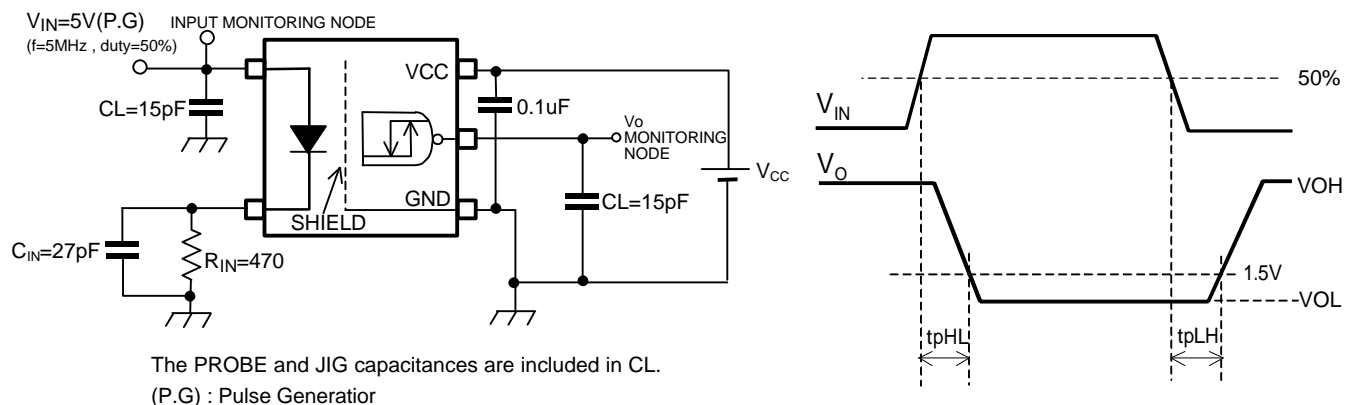 VIN=5V(P.G)
(f=5MHz , duty=50%)
INPUT MONITORING NODE
CL=15pF
CIN=27pF
RIN=470
SHIELD
VCC
GND
0.1uF
Vo
MONITORING
NODE
CL=15pF
VCC
The PROBE and JIG capacitances are included in CL.
(P.G) : Pulse Generatior
50%
VIN
VO
VOH
1.5V
VOL
tpHL
tpLH